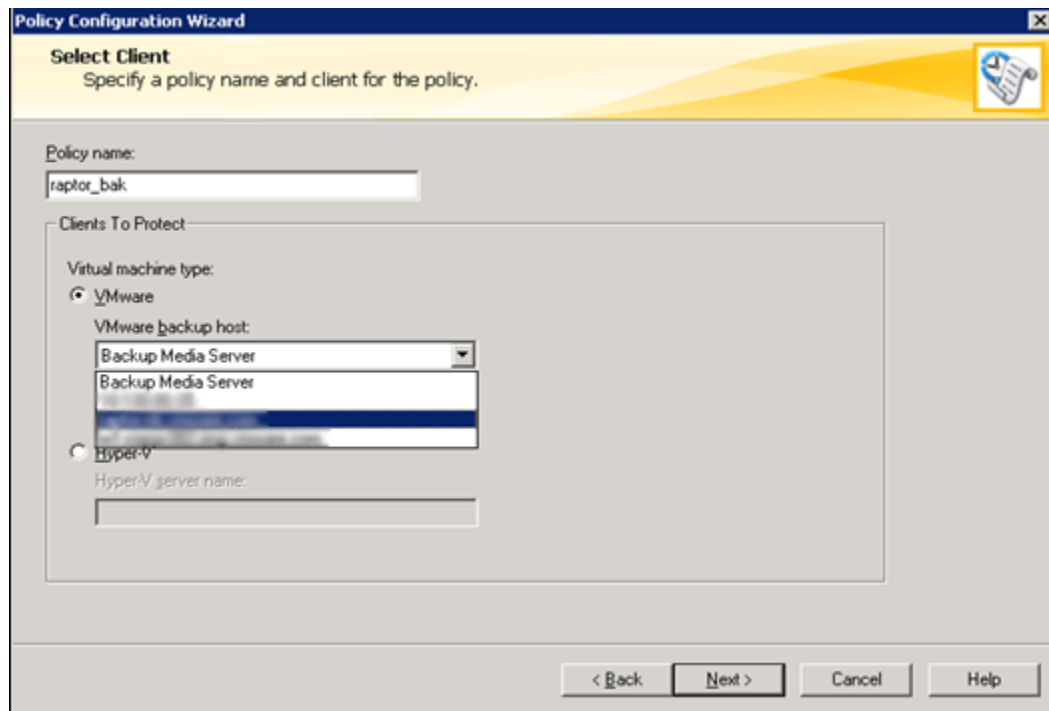 Policy Configuration Wizard
Select Client
Specify a policy name and client for the policy.
Policy name:
raptor_bak
Clients To Protect
Virtual machine type:
VMware
VMware backup host:
Backup Media Server
Backup Media Server
Hyper-V
Hyper-V server name:
< Back
Next >
Cancel
Help